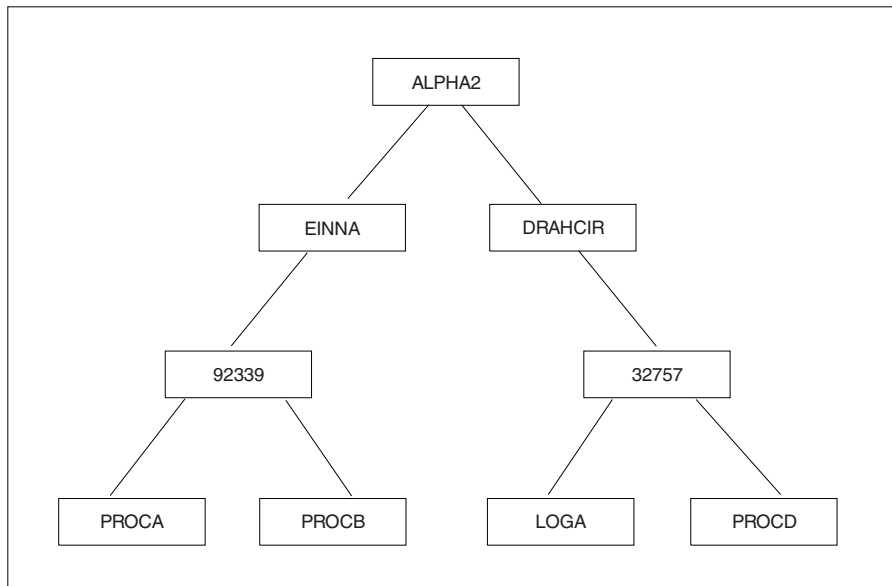 ALPHA2
EINNA
DRAHCIR
92339
32757
PROCA
PROCB
LOGA
PROCD